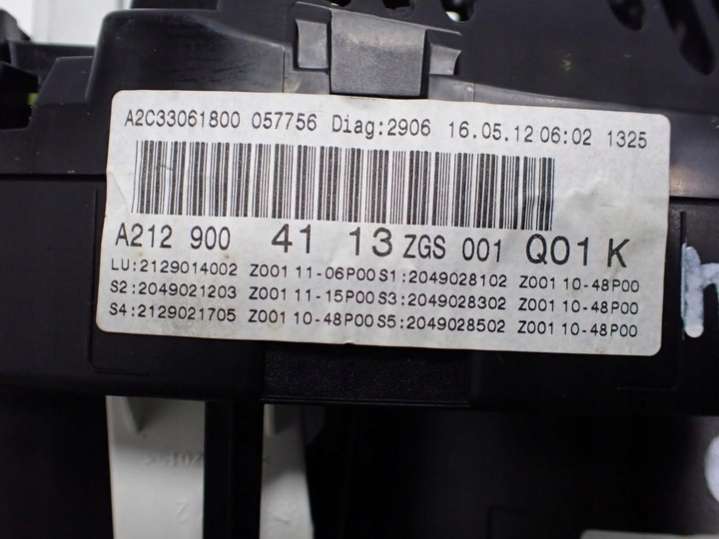 A2C33061800 057756 Diag:2906 16.05.12 06:02 1325
A212 900 41 13 ZGS 001 Q01 K
LU:2129014002 Z001 11-06P00 S1:2049028102 Z001 10-48P00
S2:2049021203 Z001 11-15P00 S3:2049028302 Z001 10-48P00
S4:2129021705 Z001 10-48P00 S5:2049028502 Z001 10-48P00